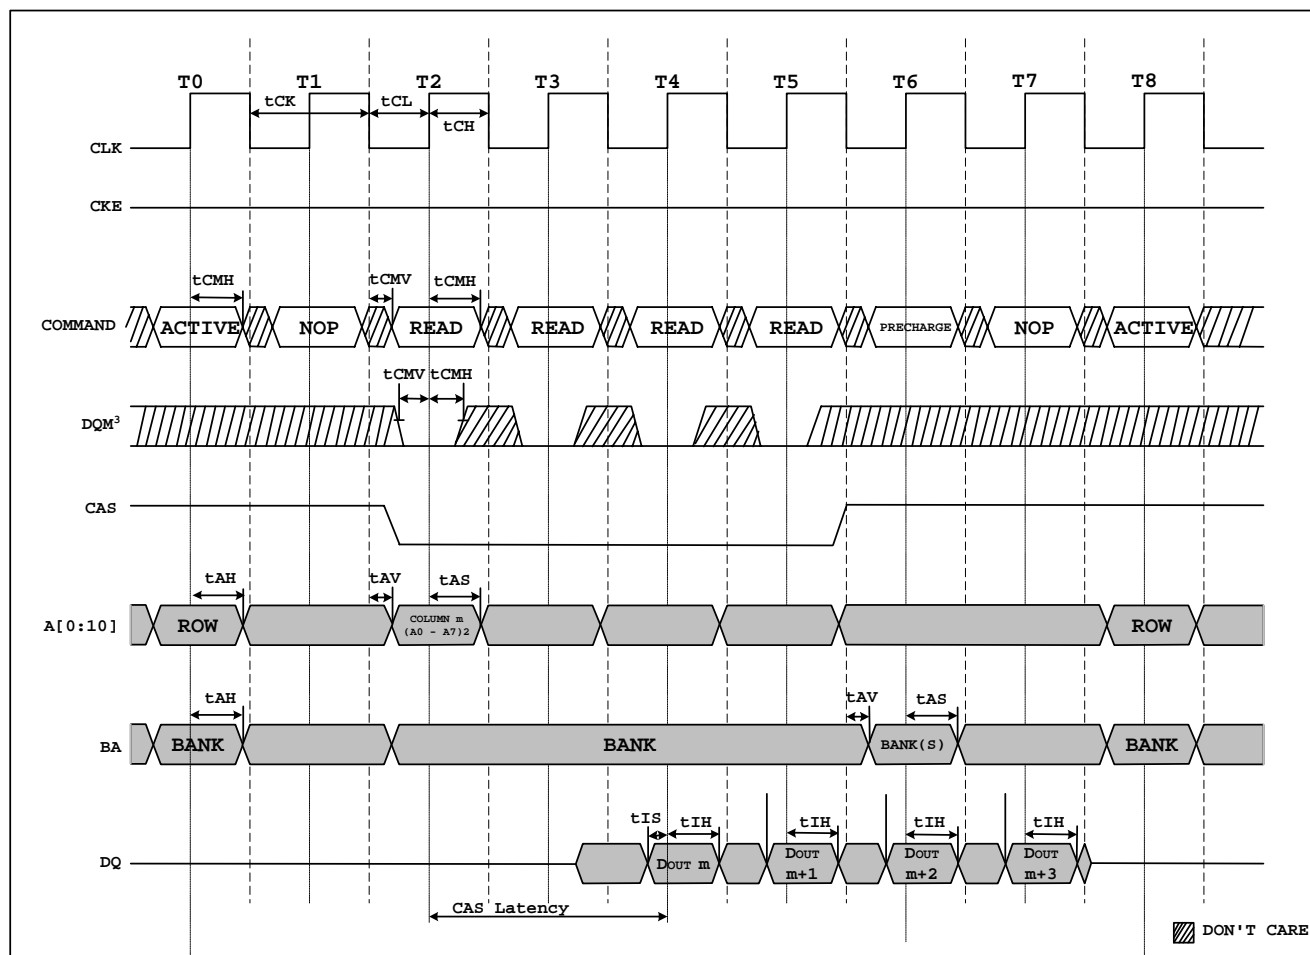 T0 T1 T2 T3 T4 T5 T6 T7 T8
tCK tCL
tCH
CLK
CKE
tCMH tCMV tCMH
COMMAND ACTIVE NOP READ READ READ READ PRECHARGE NOP ACTIVE
tCMV tCMH
DQM3
CAS
tAH tAV tAS
A[0:10] ROW COLUMN m ROW
(A0 - A7)2
tAH tAV tAS
BA BANK BANK BANK(S) BANK
tIS tIH tIH tIH tIH
DQ DOUT m DOUT DOUT DOUT
m+1 m+2 m+3
CAS Latency
DON'T CARE